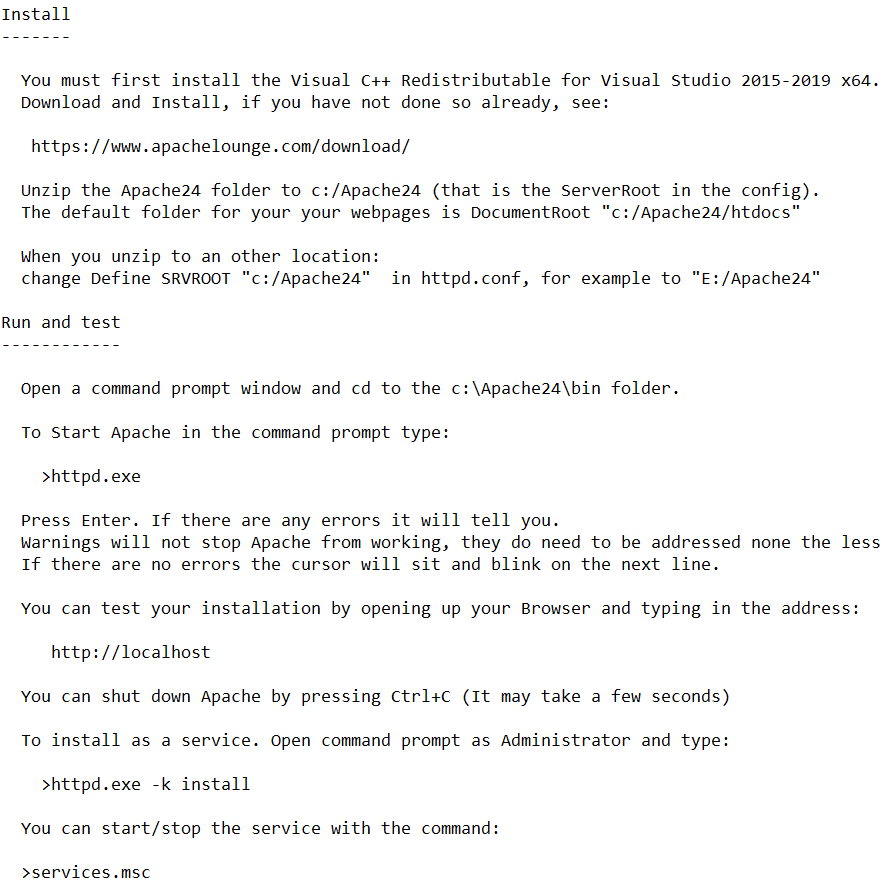 Install
-------
You must first install the Visual C++ Redistributable for Visual Studio 2015-2019 x64.
Download and Install, if you have not done so already, see:
https://www.apachelounge.com/download/
Unzip the Apache24 folder to c:/Apache24 (that is the ServerRoot in the config).
The default folder for your your webpages is DocumentRoot "c:/Apache24/htdocs"
When you unzip to an other location:
change Define SRVROOT "c:/Apache24"  in httpd.conf, for example to "E:/Apache24"
Run and test
------------
Open a command prompt window and cd to the c:\Apache24\bin folder.
To Start Apache in the command prompt type:
>httpd.exe
Press Enter. If there are any errors it will tell you.
Warnings will not stop Apache from working, they do need to be addressed none the less
If there are no errors the cursor will sit and blink on the next line.
You can test your installation by opening up your Browser and typing in the address:
http://localhost
You can shut down Apache by pressing Ctrl+C (It may take a few seconds)
To install as a service. Open command prompt as Administrator and type:
>httpd.exe -k install
You can start/stop the service with the command:
>services.msc